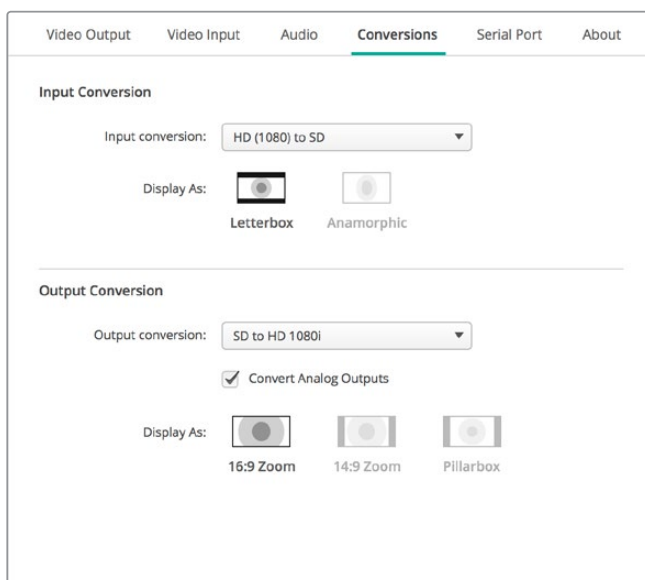 Video Output Video Input Audio Conversions Serial Port About
Input Conversion
Input conversion: HD (1080) to SD
Display As:
Letterbox Anamorphic
Output Conversion
Output conversion: SD to HD 1080i
Convert Analog Outputs
Display As:
16:9 Zoom 14:9 Zoom Pillarbox